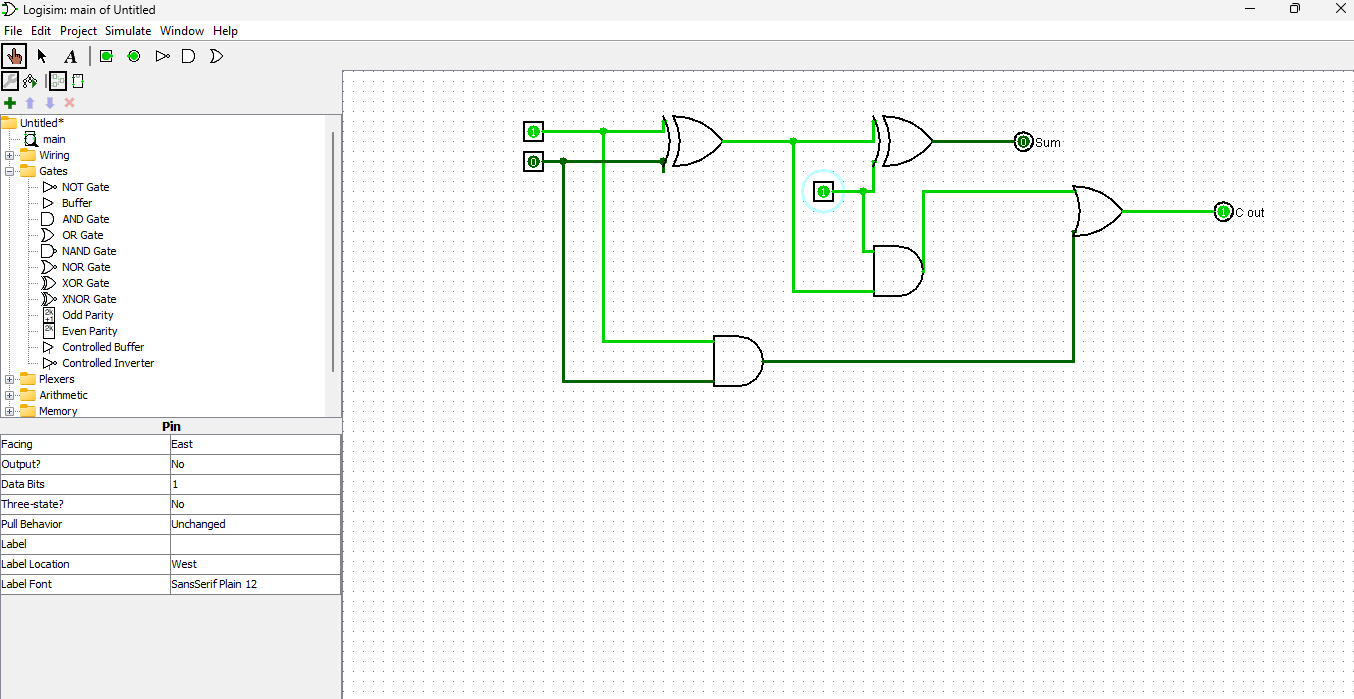 Logisim: main of Untitled
File Edit Project Simulate Window Help
A
Untitled*
main
Wiring
Gates
NOT Gate
Buffer
AND Gate
OR Gate
NAND Gate
NOR Gate
XOR Gate
XNOR Gate
2k +1 Odd Parity
2k Even Parity
Controlled Buffer
Controlled Inverter
Plexers
Arithmetic
Memory
Pin
Facing East
Output? No
Data Bits 1
Three-state? No
Pull Behavior Unchanged
Label
Label Location West
Label Font SansSerif Plain 12
1
0
0 Sum
1
1 C out